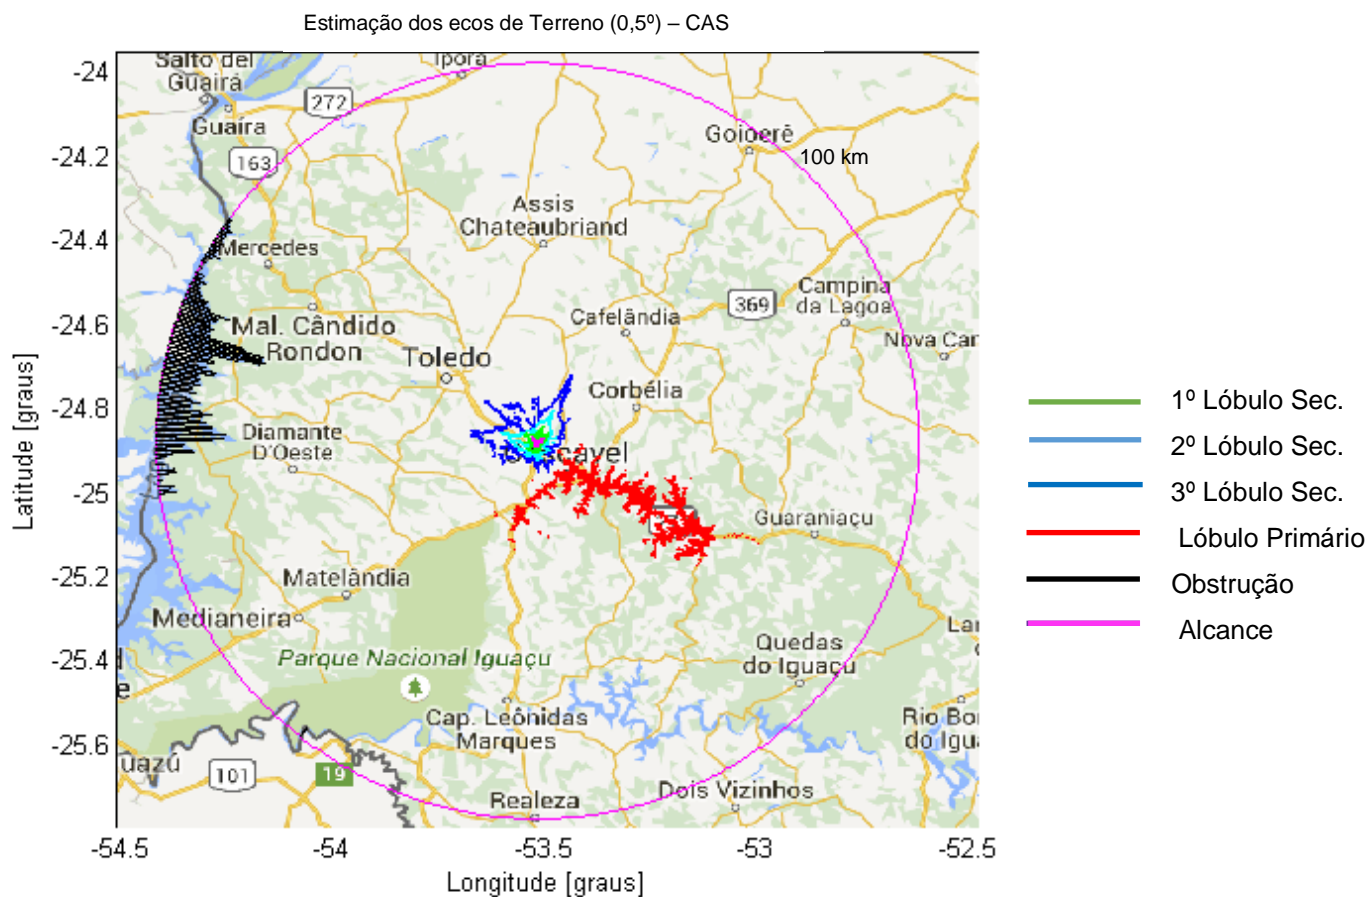 Estimação dos ecos de Terreno (0,5º) – CAS
Latitude [graus]
-24
-24.2
-24.4
-24.6
-24.8
-25
-25.2
-25.4
-25.6
-54.5
-54
-53.5
-53
-52.5
Longitude [graus]
Salto del
Guairá
Guaíra
272
163
Iporã
Goioerê
100 km
Assis
Chateaubriand
Mercedes
Mal. Cândido
Rondon
Toledo
Cafelândia
Corbélia
369
Campina
da Lagoa
Nova Can
Diamante
D'Oeste
Guaraniaçu
Matelândia
Medianeira
Parque Nacional Iguaçu
Quedas
do Iguaçu
Cap. Leônidas
Marques
Rio Bo
do Igua
uazú
101
19
Realeza
Dois Vizinhos
1º Lóbulo Sec.
2º Lóbulo Sec.
3º Lóbulo Sec.
Lóbulo Primário
Obstrução
Alcance